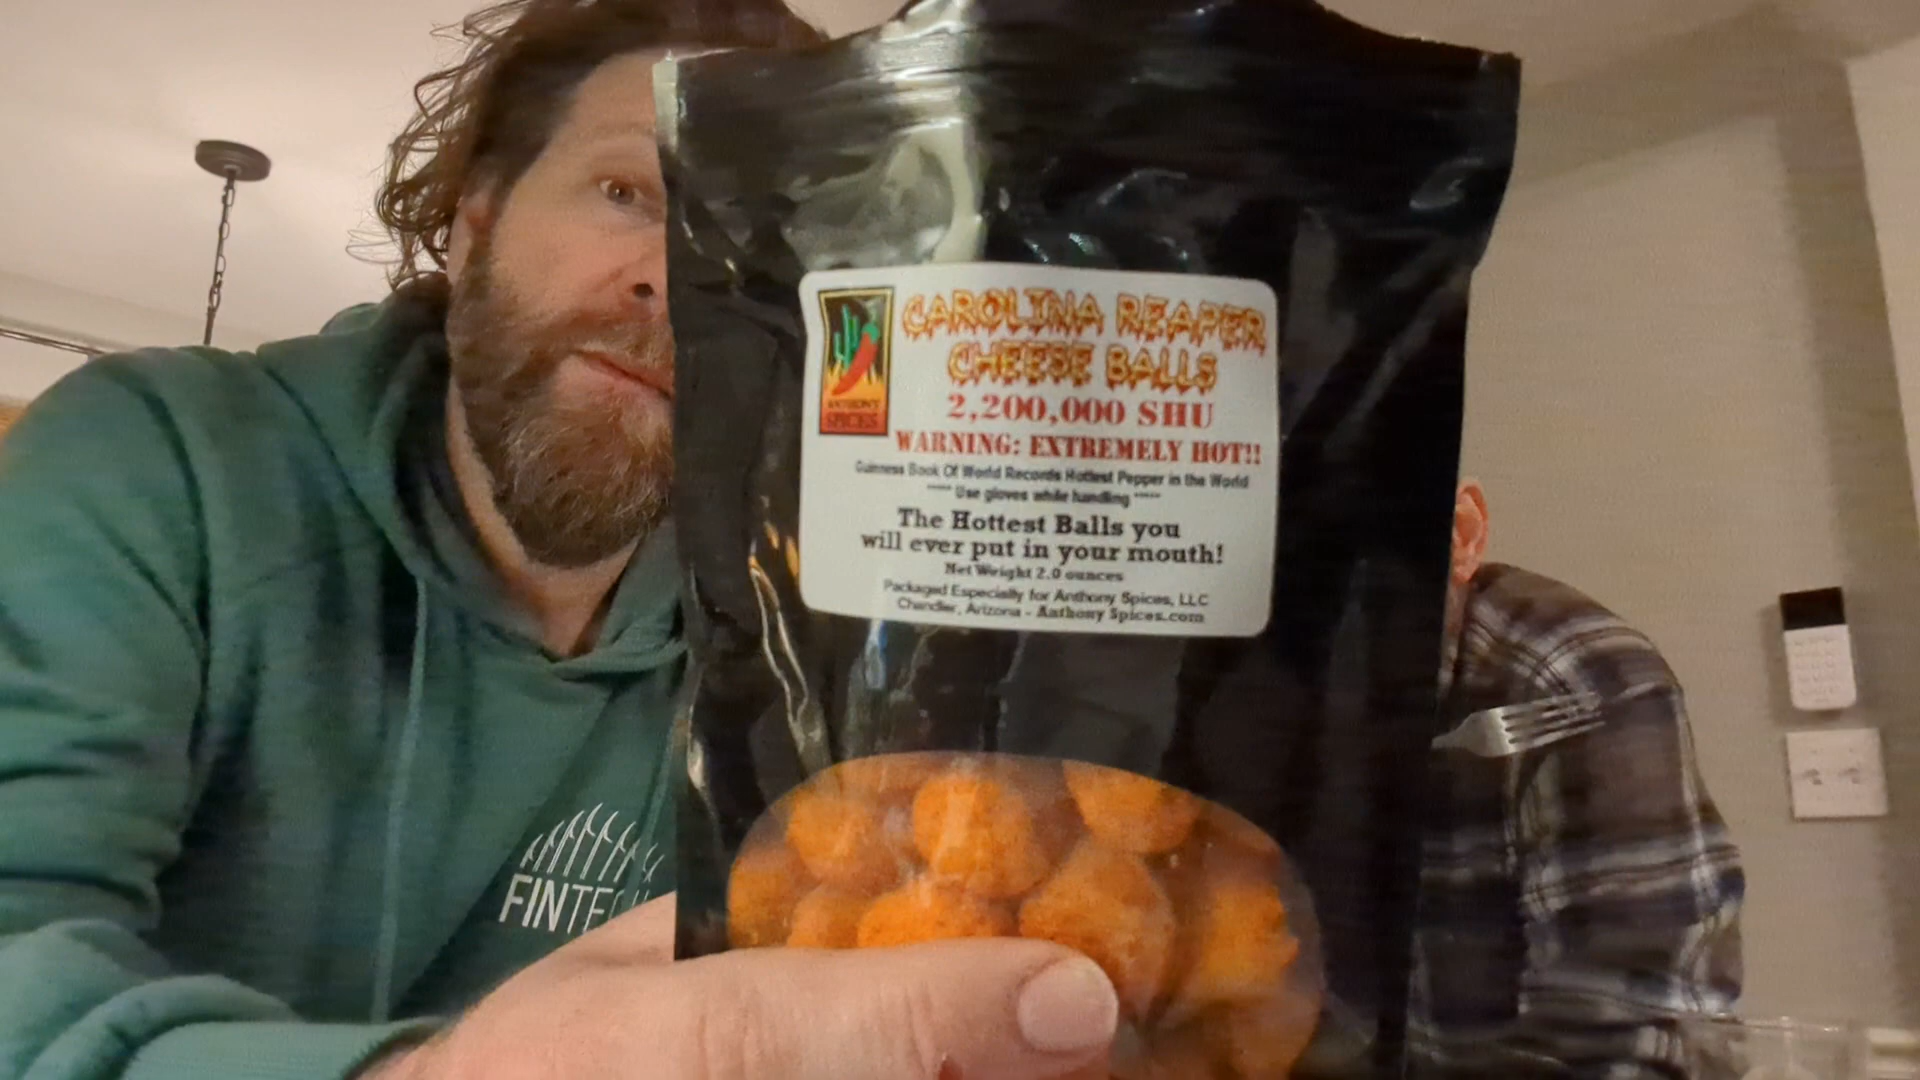 CAROLINA REAPER
CHEESE BALLS
2,200,000 SHU
WARNING: EXTREMELY HOT!!
Guinness Book Of World Records Hottest Pepper in the World
***** Use gloves while handling *****
The Hottest Balls you
will ever put in your mouth!
Net Weight 2.0 ounces
Packaged Especially for Anthony Spices, LLC
Chandler, Arizona - Anthony Spices.com
ANTHONY
SPICES
FINTE